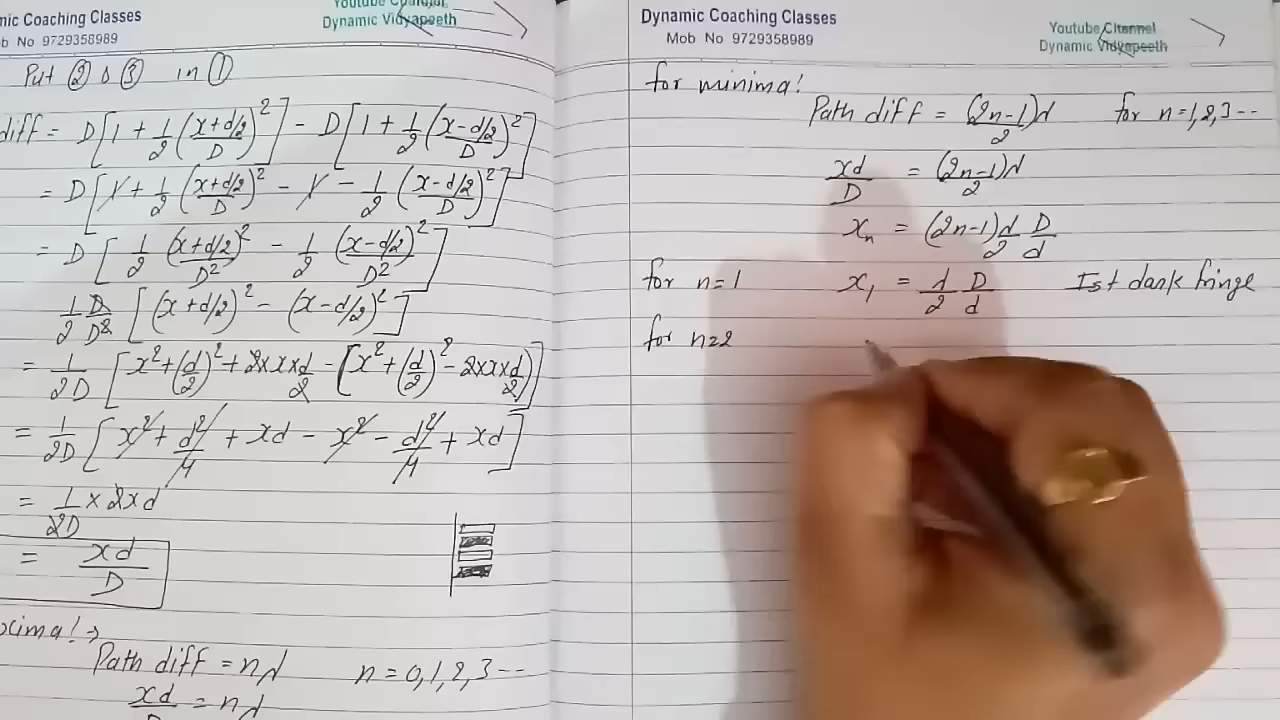 mic Coaching Classes
b No 9729358989
Youtube Channel
Dynamic Vidyapeeth
Put ② & ③ in ①
diff = D[1 + 1/2 ((x+d/2)/D)²] - D[1 + 1/2 ((x-d/2)/D)²]
= D[1 + 1/2 ((x+d/2)/D)² - 1 - 1/2 ((x-d/2)/D)²]
= D[1/2 (x+d/2)²/D² - 1/2 (x-d/2)²/D²]
1/2 D/D² [(x+d/2)² - (x-d/2)²]
= 1/2D [x² + (d/2)² + 2×x×d/2 - [x² + (d/2)² - 2×x×d/2)]
= 1/2D [x² + d²/4 + xd - x² - d²/4 + xd]
= 1/2D × 2xd
= xd/D
xima! →
Path diff = nλ n = 0,1,2,3--
xd/D = nλ
Dynamic Coaching Classes
Mob No 9729358989
Youtube Channel
Dynamic Vidyapeeth
for minima!
Path diff = (2n-1)λ/2 for n=1,2,3--
xd/D = (2n-1)λ/2
xₙ = (2n-1)λ/2 D/d
for n=1 x₁ = λ/2 D/d Ist dark fringe
for n=2